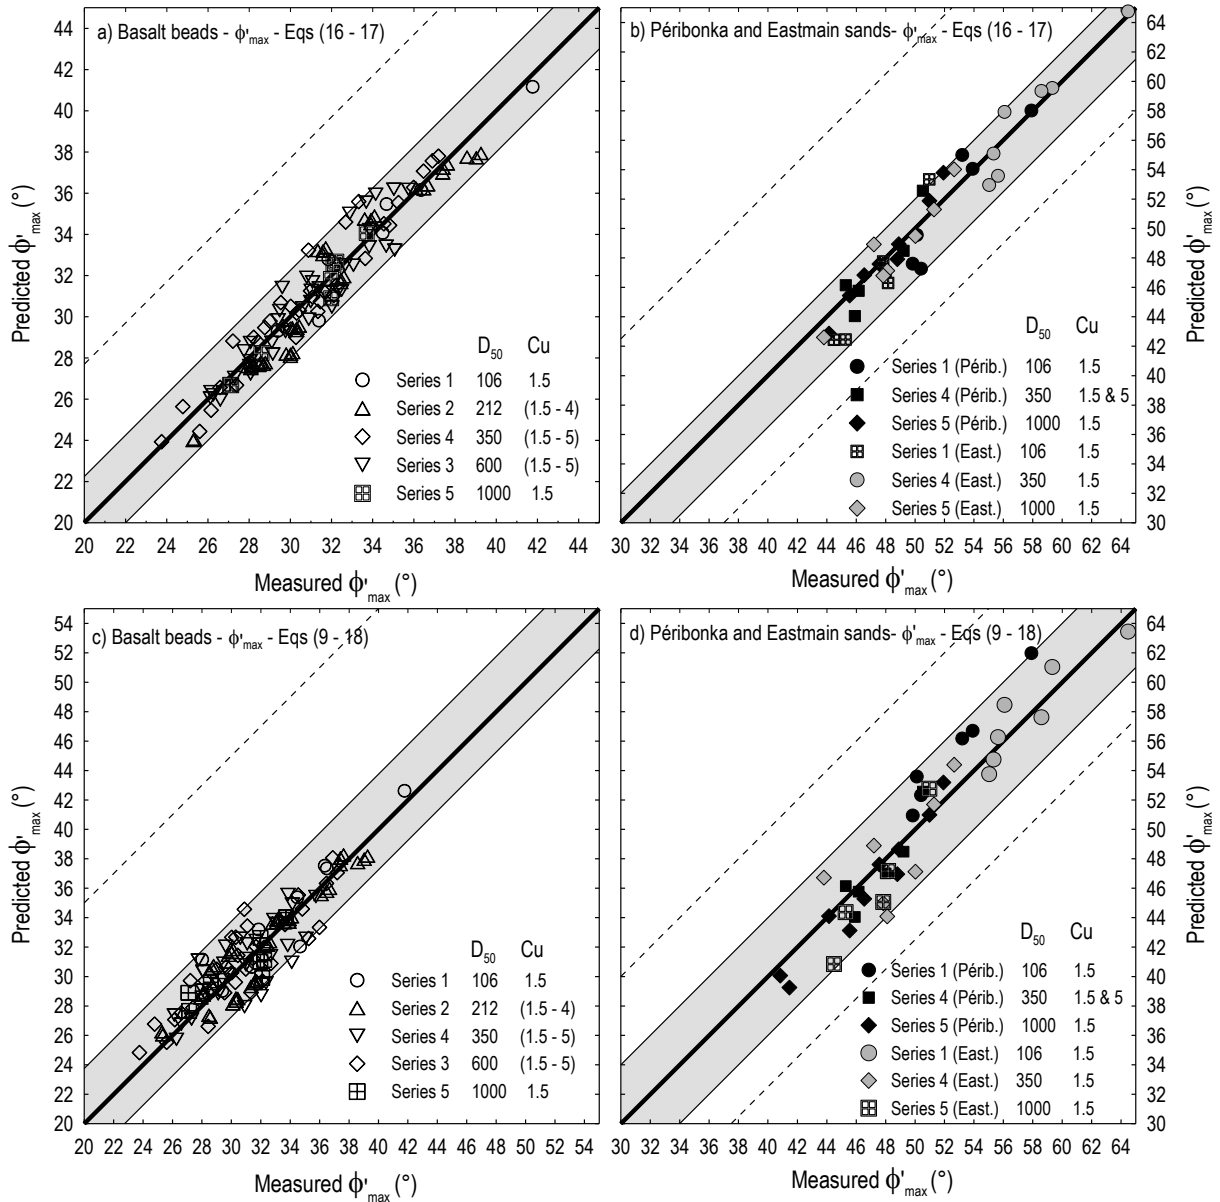 a) Basalt beads - ϕ'max - Eqs (16 - 17)
44
42
40
38
36
34
32
30
28
26
24
22
20
Predicted ϕ'max (°)
D50 Cu
Series 1 106 1.5
Series 2 212 (1.5 - 4)
Series 4 350 (1.5 - 5)
Series 3 600 (1.5 - 5)
Series 5 1000 1.5
20 22 24 26 28 30 32 34 36 38 40 42 44
Measured ϕ'max (°)
b) Péribonka and Eastmain sands- ϕ'max - Eqs (16 - 17)
64
62
60
58
56
54
52
50
48
46
44
42
40
38
36
34
32
30
Predicted ϕ'max (°)
D50 Cu
Series 1 (Périb.) 106 1.5
Series 4 (Périb.) 350 1.5 & 5
Series 5 (Périb.) 1000 1.5
Series 1 (East.) 106 1.5
Series 4 (East.) 350 1.5
Series 5 (East.) 1000 1.5
30 32 34 36 38 40 42 44 46 48 50 52 54 56 58 60 62 64
Measured ϕ'max (°)
c) Basalt beads - ϕ'max - Eqs (9 - 18)
54
52
50
48
46
44
42
40
38
36
34
32
30
28
26
24
22
20
Predicted ϕ'max (°)
D50 Cu
Series 1 106 1.5
Series 2 212 (1.5 - 4)
Series 4 350 (1.5 - 5)
Series 3 600 (1.5 - 5)
Series 5 1000 1.5
20 22 24 26 28 30 32 34 36 38 40 42 44 46 48 50 52 54
Measured ϕ'max (°)
d) Péribonka and Eastmain sands- ϕ'max - Eqs (9 - 18)
64
62
60
58
56
54
52
50
48
46
44
42
40
38
36
34
32
30
Predicted ϕ'max (°)
D50 Cu
Series 1 (Périb.) 106 1.5
Series 4 (Périb.) 350 1.5 & 5
Series 5 (Périb.) 1000 1.5
Series 1 (East.) 106 1.5
Series 4 (East.) 350 1.5
Series 5 (East.) 1000 1.5
30 32 34 36 38 40 42 44 46 48 50 52 54 56 58 60 62 64
Measured ϕ'max (°)